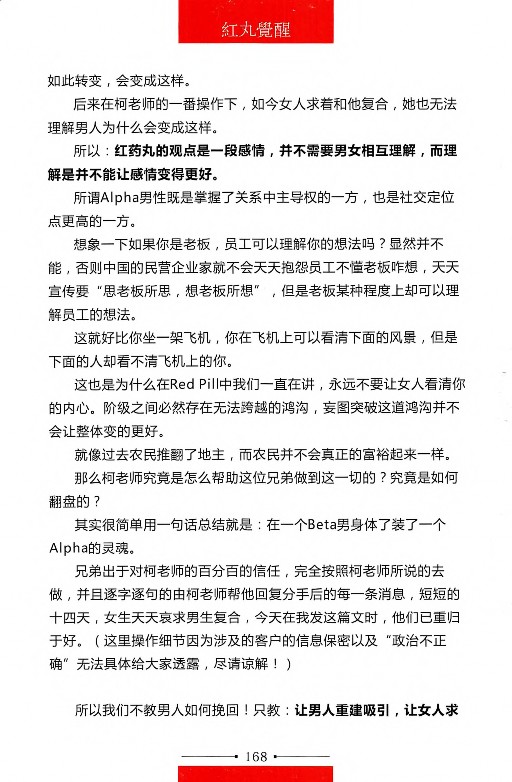 紅丸覺醒
如此转变，会变成这样。
后来在柯老师的一番操作下，如今女人求着和他复合，她也无法
理解男人为什么会变成这样。
所以：红药丸的观点是一段感情，并不需要男女相互理解，而理
解是并不能让感情变得更好。
所谓Alpha男性既是掌握了关系中主导权的一方，也是社交定位
点更高的一方。
想象一下如果你是老板，员工可以理解你的想法吗？显然并不
能，否则中国的民营企业家就不会天天抱怨员工不懂老板咋想，天天
宣传要“思老板所思，想老板所想”，但是老板某种程度上却可以理
解员工的想法。
这就好比你坐一架飞机，你在飞机上可以看清下面的风景，但是
下面的人却看不清飞机上的你。
这也是为什么在Red Pill中我们一直在讲，永远不要让女人看清你
的内心。阶级之间必然存在无法跨越的鸿沟，妄图突破这道鸿沟并不
会让整体变的更好。
就像过去农民推翻了地主，而农民并不会真正的富裕起来一样。
那么柯老师究竟是怎么帮助这位兄弟做到这一切的？究竟是如何
翻盘的？
其实很简单用一句话总结就是：在一个Beta男身体了装了一个
Alpha的灵魂。
兄弟出于对柯老师的百分百的信任，完全按照柯老师所说的去
做，并且逐字逐句的由柯老师帮他回复分手后的每一条消息，短短的
十四天，女生天天哀求男生复合，今天在我发这篇文时，他们已重归
于好。（这里操作细节因为涉及的客户的信息保密以及“政治不正
确”无法具体给大家透露，尽请谅解！）
所以我们不教男人如何挽回！只教：让男人重建吸引，让女人求
168